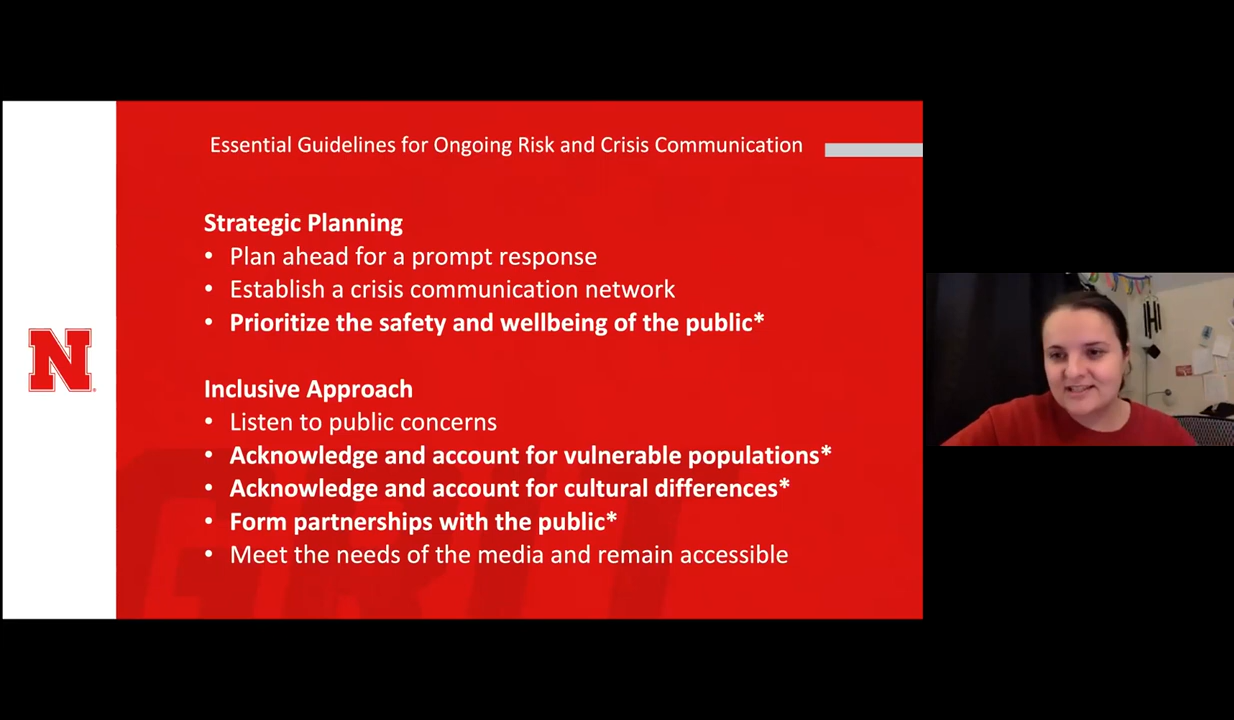 Essential Guidelines for Ongoing Risk and Crisis Communication
Strategic Planning
• Plan ahead for a prompt response
• Establish a crisis communication network
• Prioritize the safety and wellbeing of the public*
N
Inclusive Approach
• Listen to public concerns
• Acknowledge and account for vulnerable populations*
• Acknowledge and account for cultural differences*
• Form partnerships with the public*
• Meet the needs of the media and remain accessible